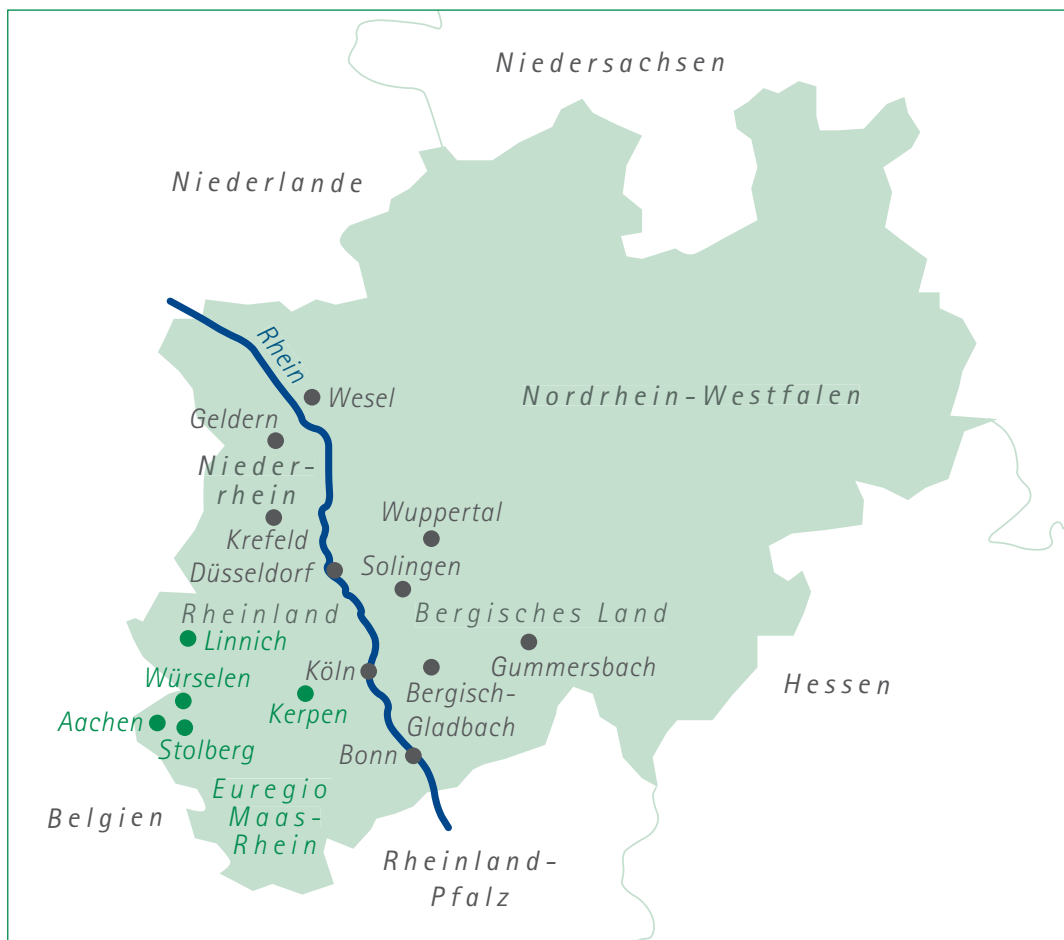 Niedersachsen
Niederlande
Rhein
Wesel
Nordrhein-Westfalen
Geldern
Nieder-
rhein
Krefeld
Wuppertal
Düsseldorf
Solingen
Rheinland
Bergisches Land
Linnich
Gummersbach
Köln
Würselen
Bergisch-
Gladbach
Hessen
Kerpen
Aachen
Stolberg
Bonn
Euregio
Maas-
Rhein
Belgien
Rheinland-
Pfalz